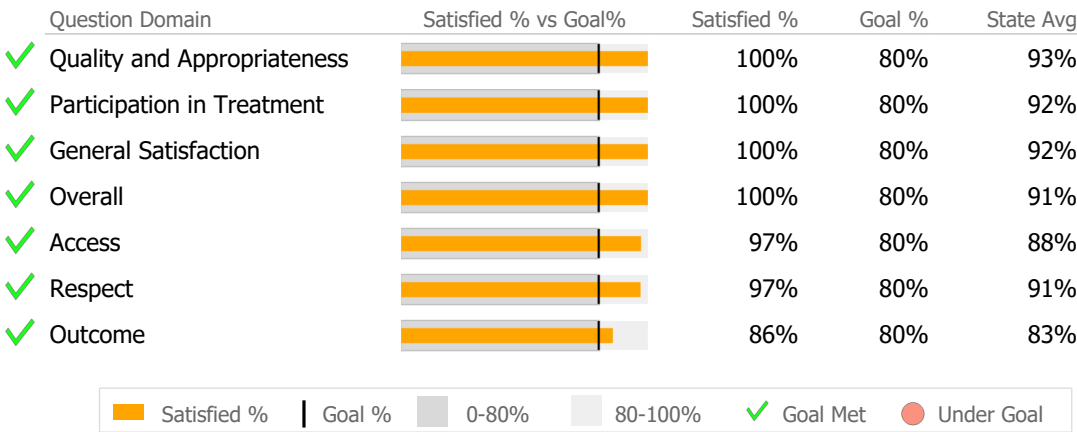 Question Domain Satisfied % vs Goal% Satisfied % Goal % State Avg
Quality and Appropriateness 100% 80% 93%
Participation in Treatment 100% 80% 92%
General Satisfaction 100% 80% 92%
Overall 100% 80% 91%
Access 97% 80% 88%
Respect 97% 80% 91%
Outcome 86% 80% 83%
Satisfied % Goal % 0-80% 80-100% Goal Met Under Goal